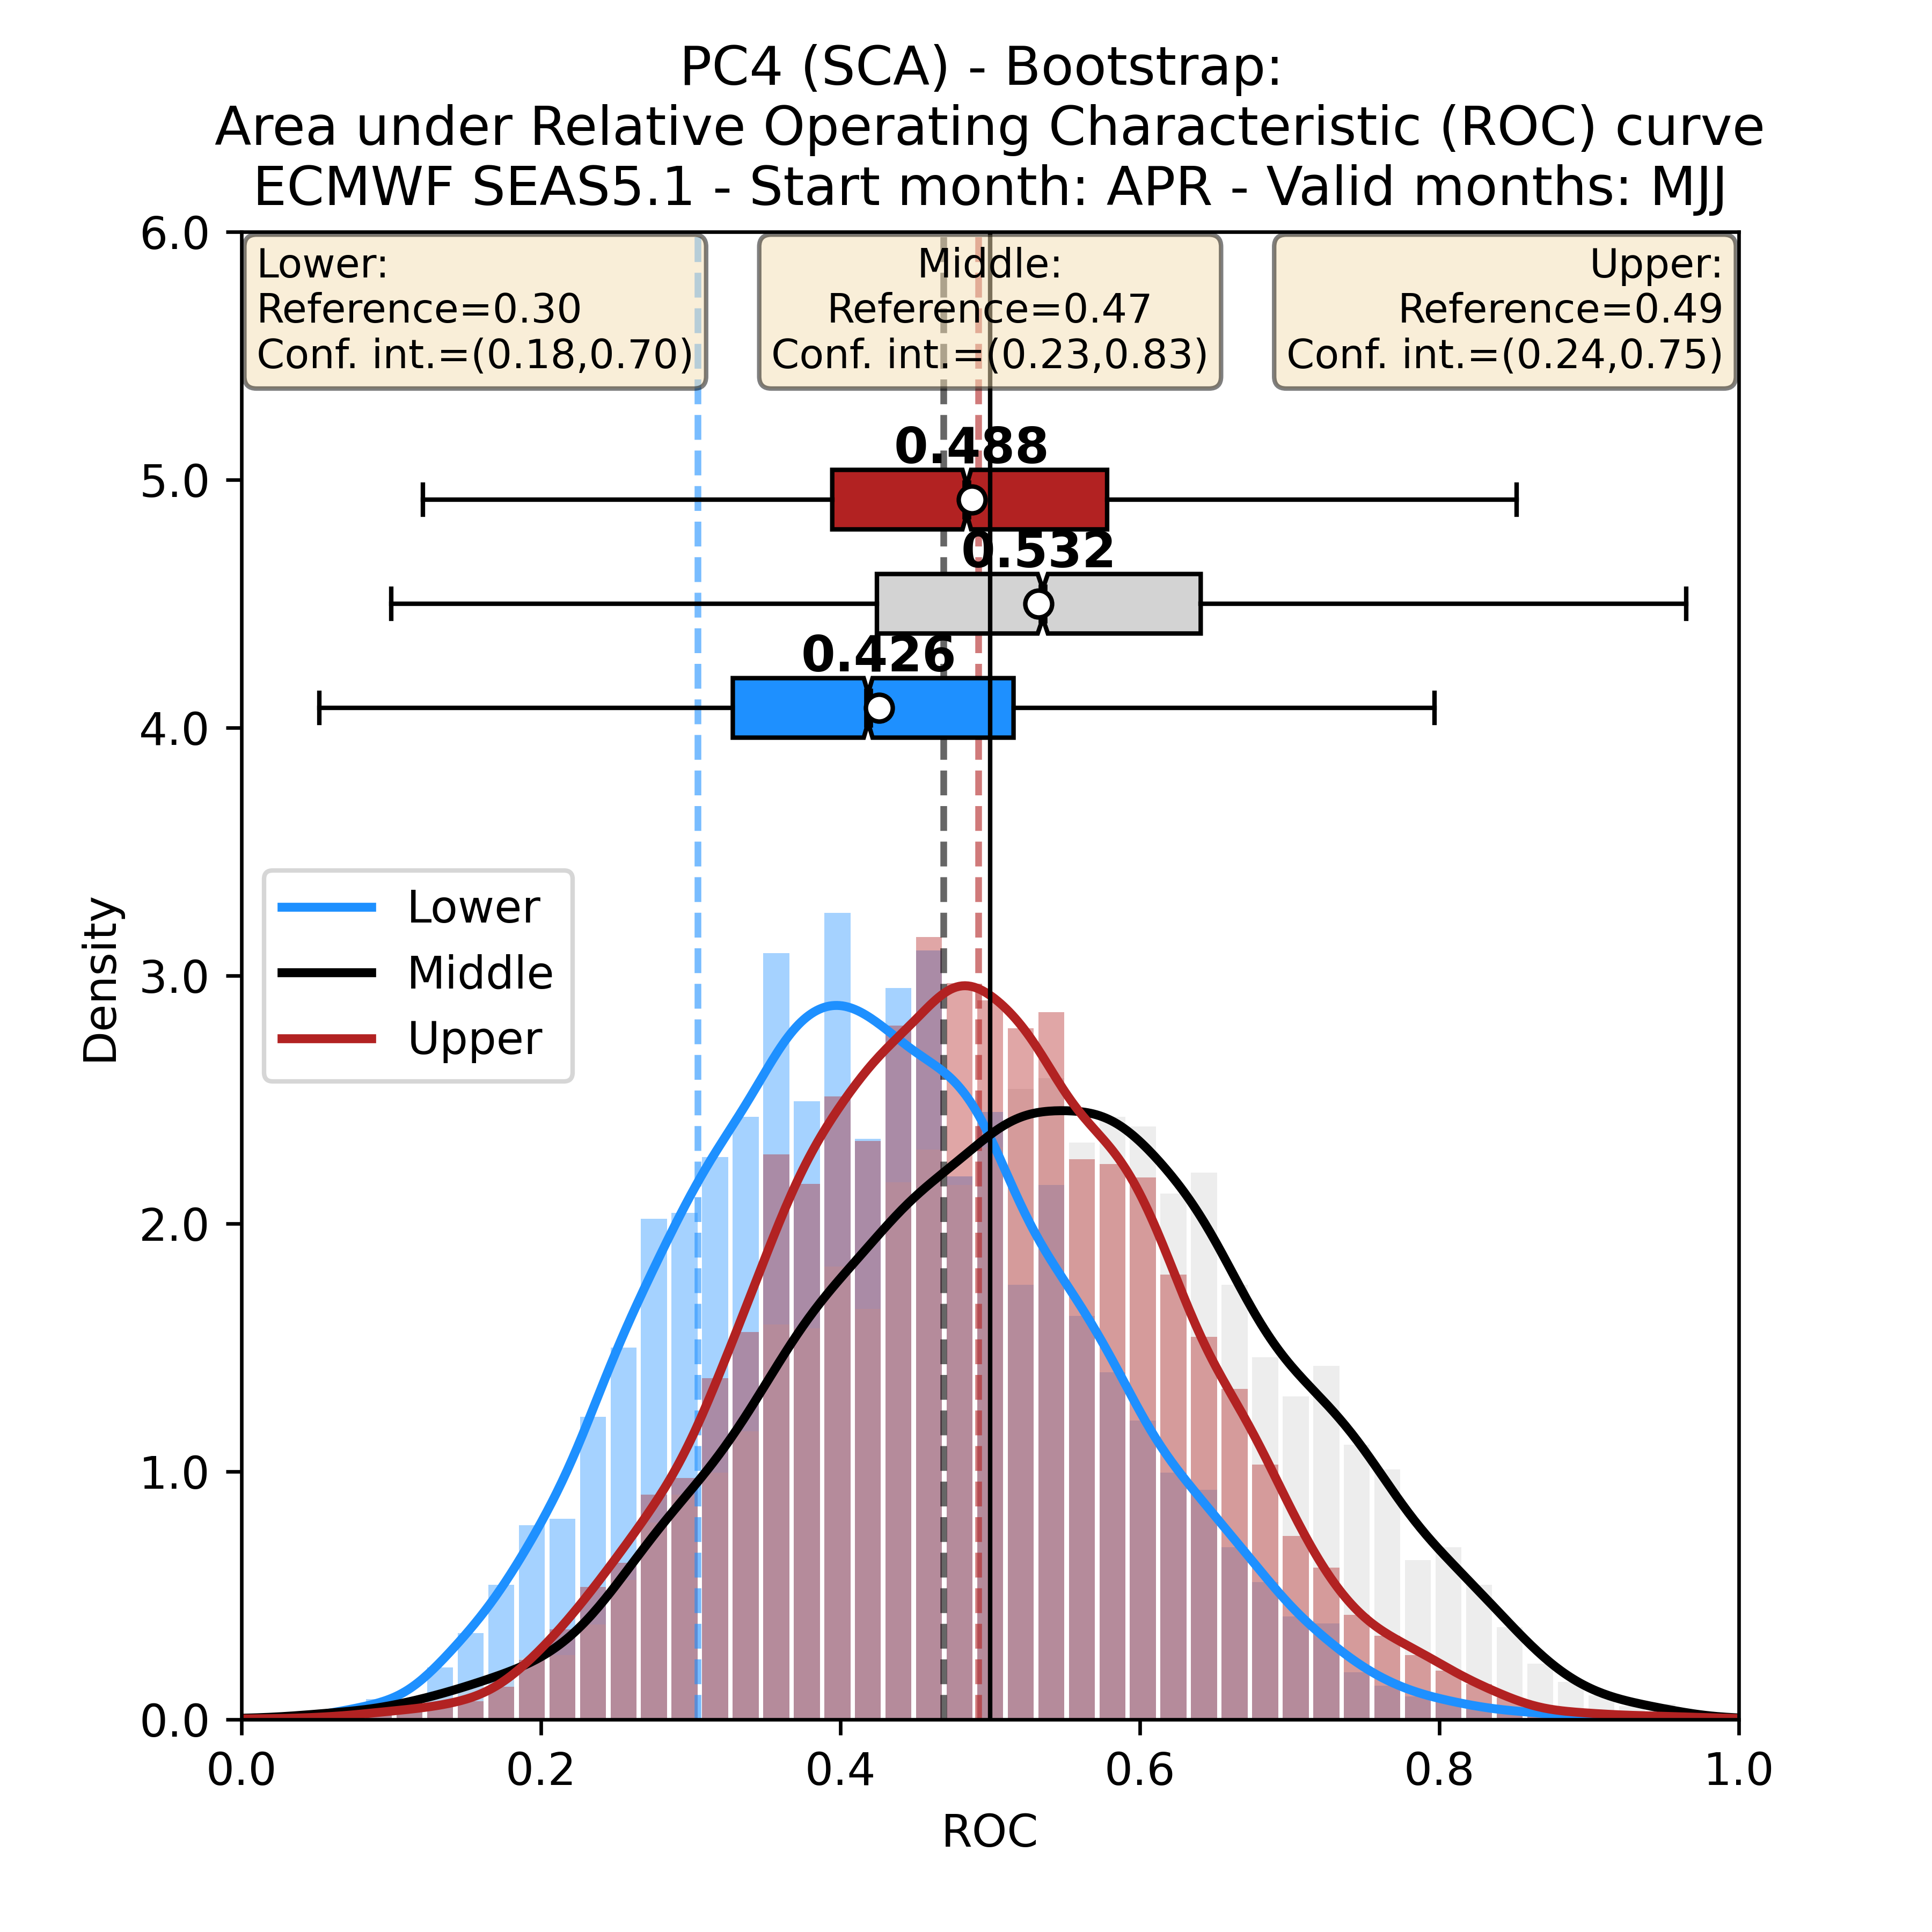 PC4 (SCA) - Bootstrap:
Area under Relative Operating Characteristic (ROC) curve
ECMWF SEAS5.1 - Start month: APR - Valid months: MJJ
Lower:
Reference=0.30
Conf. int.=(0.18,0.70)
Middle:
Reference=0.47
Conf. int.=(0.23,0.83)
Upper:
Reference=0.49
Conf. int.=(0.24,0.75)
0.488
0.532
0.426
Lower
Middle
Upper
Density
6.0
5.0
4.0
3.0
2.0
1.0
0.0
0.0 0.2 0.4 0.6 0.8 1.0
ROC